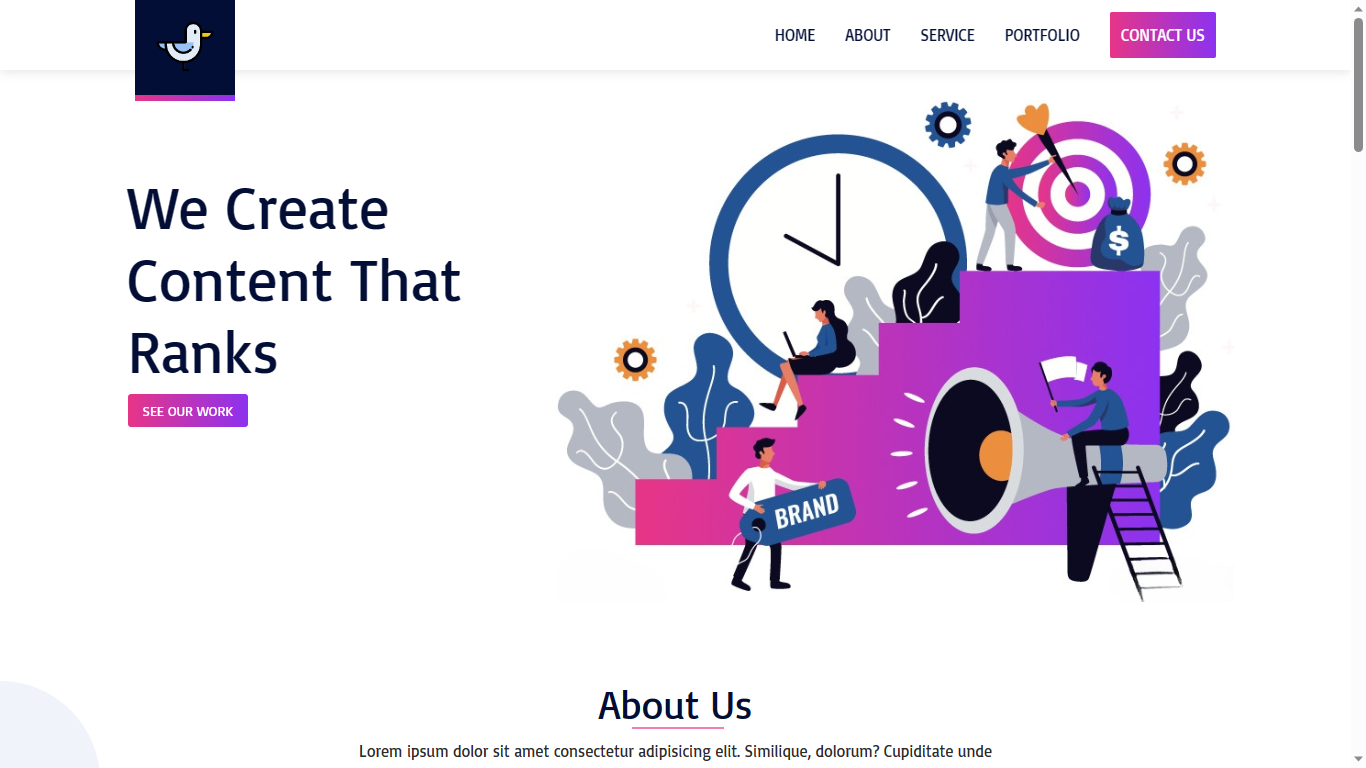 HOME
ABOUT
SERVICE
PORTFOLIO
CONTACT US
We Create
Content That
Ranks
SEE OUR WORK
$
BRAND
About Us
Lorem ipsum dolor sit amet consectetur adipisicing elit. Similique, dolorum? Cupiditate unde